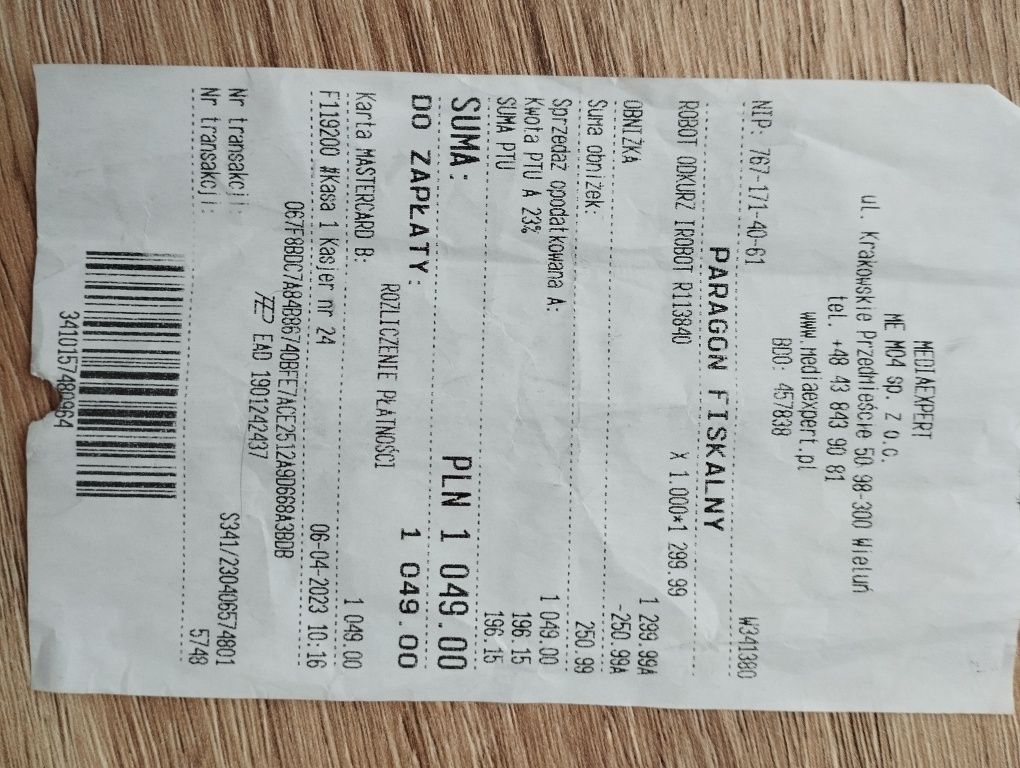 MEDIAEXPERT
ME M04 sp. z o.o.
ul. Krakowskie Przedmieście 50 98-300 Wieluń
tel. +48 43 843 90 81
www.mediaexpert.pl
BDO: 457838
NIP: 767-171-40-61 W341380
PARAGON FISKALNY
ROBOT ODKURZ IROBOT R113840 X 1.000*1 299.99
1 299.99A
OBNIŻKA -250.99A
Suma obniżek: 250.99
Sprzedaż opodatkowana A: 1 049.00
Kwota PTU A 23% 196.15
SUMA PTU 196.15
SUMA: PLN 1 049.00
DO ZAPŁATY: 1 049.00
ROZLICZENIE PŁATNOŚCI
Karta MASTERCARD B: 1 049.00
F119200 #Kasa 1 Kasjer nr 24 06-04-2023 10:16
067F8BDC7A84B86740BFE7ACE2512A9D668A3BDB
EAD 1901242437
Nr transakcji: S341/230406574801
Nr transakcji: 5748
3410157480964